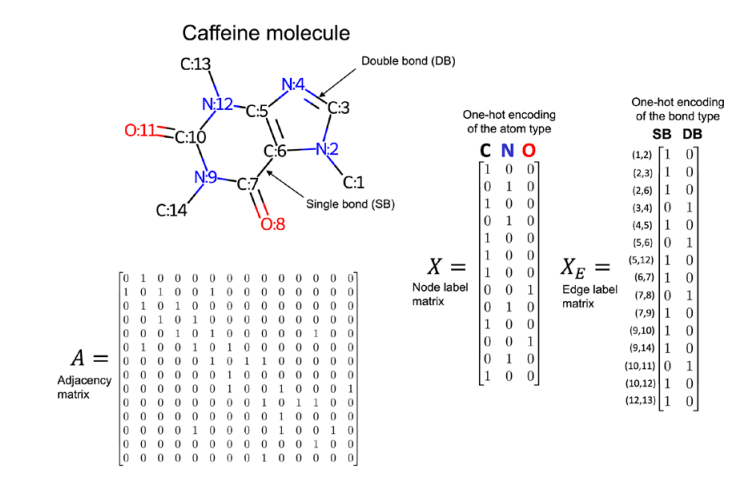 Caffeine molecule
C:13
Double bond (DB)
N:4
N:12
C:5
C:3
O:11
C:10
C:6
N:2
N:9
C:7
C:1
C:14
O:8
Single bond (SB)
A =
Adjacency
matrix
0 1 0 0 0 0 0 0 0 0 0 0 0 0
1 0 1 0 0 1 0 0 0 0 0 0 0 0
0 1 0 1 0 0 0 0 0 0 0 0 0 0
0 0 1 0 1 0 0 0 0 0 0 0 0 0
0 0 0 1 0 1 0 0 0 0 0 1 0 0
0 1 0 0 1 0 1 0 0 0 0 0 0 0
0 0 0 0 0 1 0 1 1 0 0 0 0 0
0 0 0 0 0 0 1 0 0 0 0 0 0 0
0 0 0 0 0 0 1 0 0 1 0 0 0 1
0 0 0 0 0 0 0 0 1 0 1 1 0 0
0 0 0 0 0 0 0 0 0 1 0 0 0 0
0 0 0 0 1 0 0 0 0 1 0 0 1 0
0 0 0 0 0 0 0 0 0 0 0 1 0 0
0 0 0 0 0 0 0 0 1 0 0 0 0 0
One-hot encoding
of the atom type
C N O
X =
Node label
matrix
1 0 0
0 1 0
1 0 0
0 1 0
1 0 0
1 0 0
1 0 0
0 0 1
0 1 0
1 0 0
0 0 1
0 1 0
1 0 0
One-hot encoding
of the bond type
SB DB
X_E =
Edge label
matrix
(1,2) 1 0
(2,3) 1 0
(2,6) 1 0
(3,4) 0 1
(4,5) 1 0
(5,6) 0 1
(5,12) 1 0
(6,7) 1 0
(7,8) 0 1
(7,9) 1 0
(9,10) 1 0
(9,14) 1 0
(10,11) 0 1
(10,12) 1 0
(12,13) 1 0